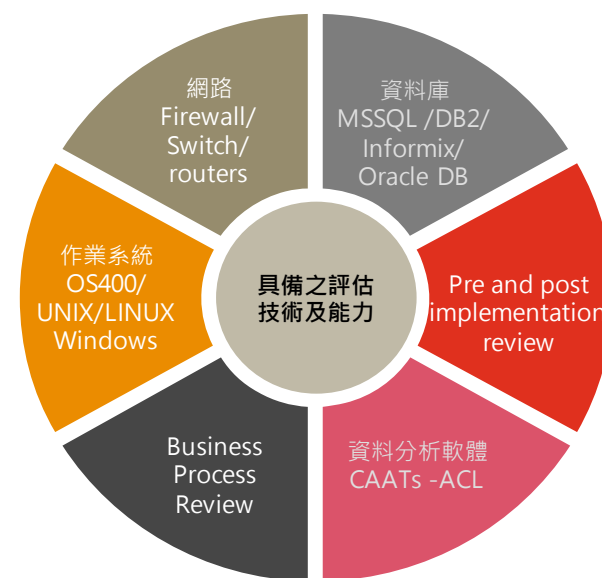 網路
Firewall/
Switch/
routers
資料庫
MSSQL /DB2/
Informix/
Oracle DB
作業系統
OS400/
UNIX/LINUX
Windows
具備之評估
技術及能力
Pre and post
implementation
review
Business
Process
Review
資料分析軟體
CAATs -ACL